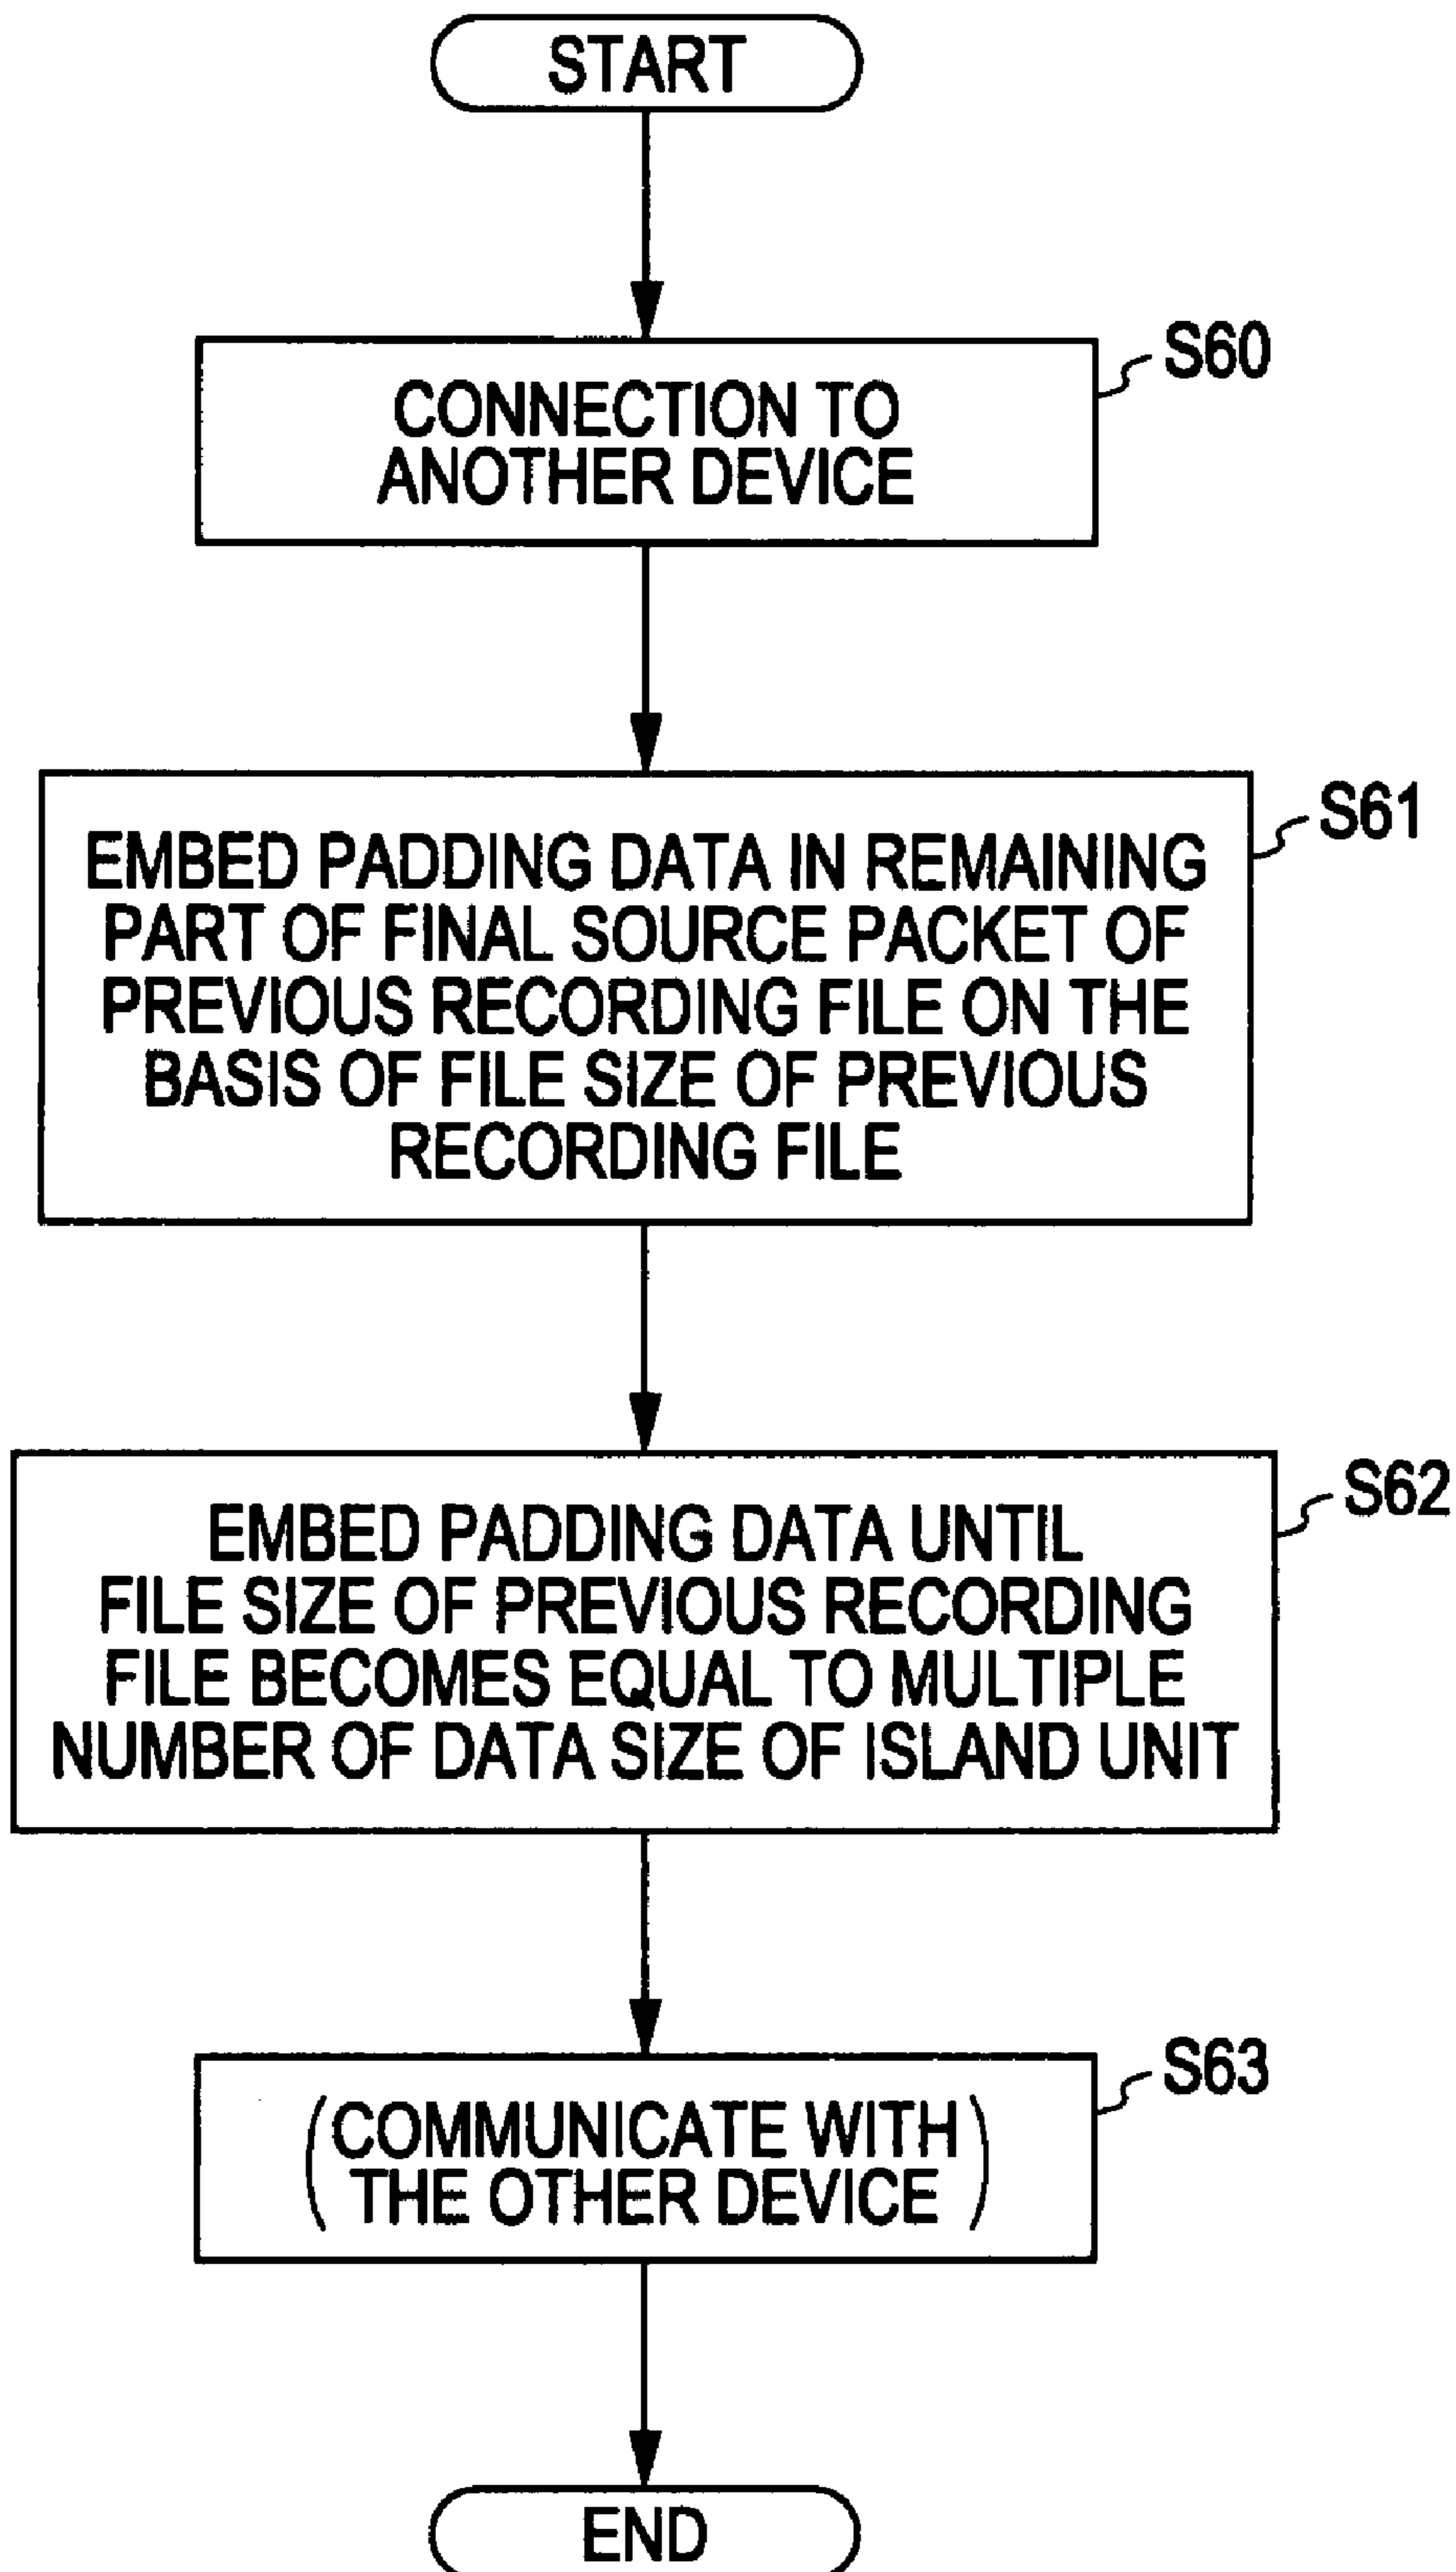 START
S60
CONNECTION TO
ANOTHER DEVICE
S61
EMBED PADDING DATA IN REMAINING
PART OF FINAL SOURCE PACKET OF
PREVIOUS RECORDING FILE ON THE
BASIS OF FILE SIZE OF PREVIOUS
RECORDING FILE
S62
EMBED PADDING DATA UNTIL
FILE SIZE OF PREVIOUS RECORDING
FILE BECOMES EQUAL TO MULTIPLE
NUMBER OF DATA SIZE OF ISLAND UNIT
S63
(COMMUNICATE WITH
THE OTHER DEVICE)
END